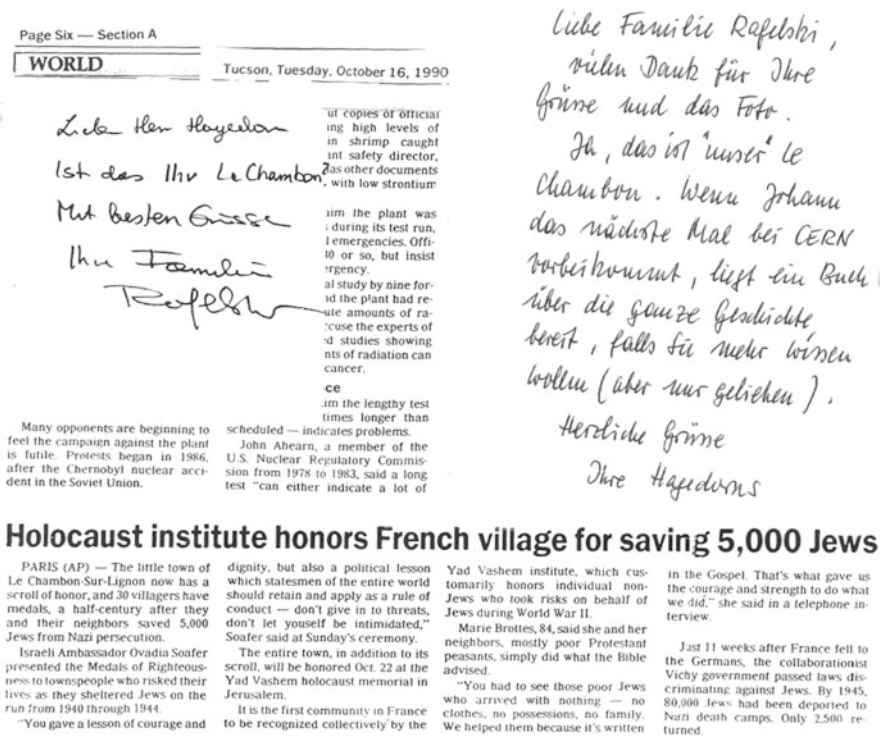 Page Six — Section A
WORLD
Tucson, Tuesday, October 16, 1990
Liebe Herr Hagedorn
Ist das Ihr Le Chambon?
Mit besten Grüsse
Ihre Familie
Rafelski
ut copies of official
ing high levels of
in shrimp caught
ant safety director,
as other documents
, with low strontium
im the plant was
during its test run,
l emergencies. Offi-
10 or so, but insist
ergency.
al study by nine for-
id the plant had re-
ute amounts of ra-
cuse the experts of
d studies showing
nts of radiation can
cancer.
ce
im the lengthy test
times longer than
Many opponents are beginning to
feel the campaign against the plant
is futile. Protests began in 1986,
after the Chernobyl nuclear acci-
dent in the Soviet Union.
scheduled — indicates problems.
John Ahearn, a member of the
U.S. Nuclear Regulatory Commis-
sion from 1978 to 1983, said a long
test "can either indicate a lot of
Liebe Familie Rafelski,
vielen Dank für Ihre
Grüsse und das Foto.
Ja, das ist "unser" Le
Chambon. Wenn Johann
das nächste Mal bei CERN
vorbeikommt, liegt ein Buch
über die ganze Geschichte
bereit, falls Sie mehr wissen
wollen (aber nur geliehen).
Herzliche Grüsse
Ihre Hagedorns
Holocaust institute honors French village for saving 5,000 Jews
PARIS (AP) — The little town of
Le Chambon-Sur-Lignon now has a
scroll of honor, and 30 villagers have
medals, a half-century after they
and their neighbors saved 5,000
Jews from Nazi persecution.
Israeli Ambassador Ovadia Soafer
presented the Medals of Righteous-
ness to townspeople who risked their
lives as they sheltered Jews on the
run from 1940 through 1944.
"You gave a lesson of courage and
dignity, but also a political lesson
which statesmen of the entire world
should retain and apply as a rule of
conduct — don't give in to threats,
don't let youself be intimidated,"
Soafer said at Sunday's ceremony.
The entire town, in addition to its
scroll, will be honored Oct. 22 at the
Yad Vashem holocaust memorial in
Jerusalem.
It is the first community in France
to be recognized collectively by the
Yad Vashem institute, which cus-
tomarily honors individual non-
Jews who took risks on behalf of
Jews during World War II.
Marie Brottes, 84, said she and her
neighbors, mostly poor Protestant
peasants, simply did what the Bible
advised.
"You had to see those poor Jews
who arrived with nothing — no
clothes, no possessions, no family.
We helped them because it's written
in the Gospel. That's what gave us
the courage and strength to do what
we did," she said in a telephone in-
terview.
Just 11 weeks after France fell to
the Germans, the collaborationist
Vichy government passed laws dis-
criminating against Jews. By 1945,
80,000 Jews had been deported to
Nazi death camps. Only 2,500 re-
turned.